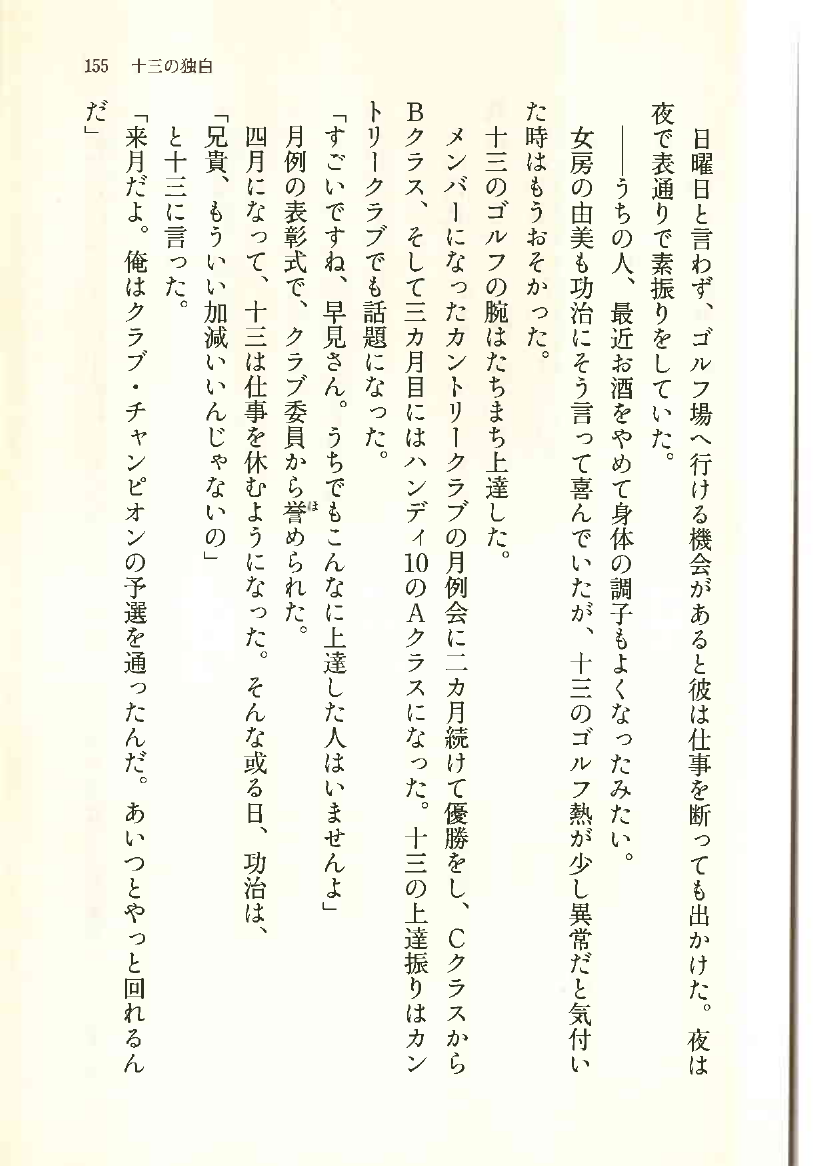 155 十三の独白
日曜日と言わず、ゴルフ場へ行ける機会があると彼は仕事を断っても出かけた。夜は
夜で表通りで素振りをしていた。
――うちの人、最近お酒をやめて身体の調子もよくなったみたい。
女房の由美も功治にそう言って喜んでいたが、十三のゴルフ熱が少し異常だと気付い
た時はもうおそかった。
十三のゴルフの腕はたちまち上達した。
メンバーになったカントリークラブの月例会に二カ月続けて優勝をし、Cクラスから
Bクラス、そして三カ月目にはハンディ10のAクラスになった。十三の上達振りはカン
トリークラブでも話題になった。
「すごいですね、早見さん。うちでもこんなに上達した人はいませんよ」
月例の表彰式で、クラブ委員から誉ほめられた。
四月になって、十三は仕事を休むようになった。そんな或る日、功治は、
「兄貴、もういい加減いいんじゃないの」
と十三に言った。
「来月だよ。俺はクラブ・チャンピオンの予選を通ったんだ。あいつとやっと回れるん
だ」